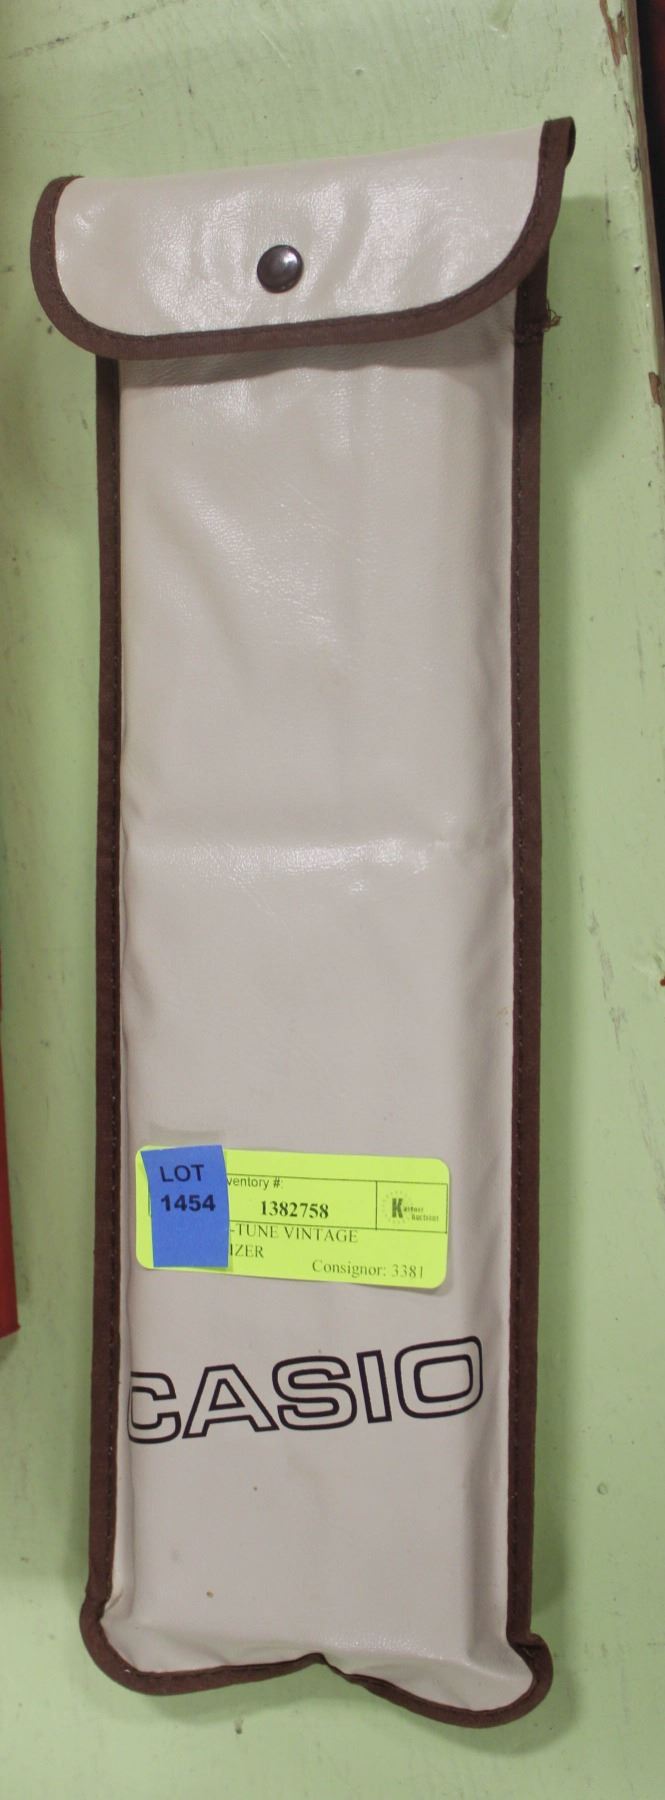 LOT
1454
ventory #:
1382758
K
-TUNE VINTAGE
IZER
Consignor: 3381
CASIO